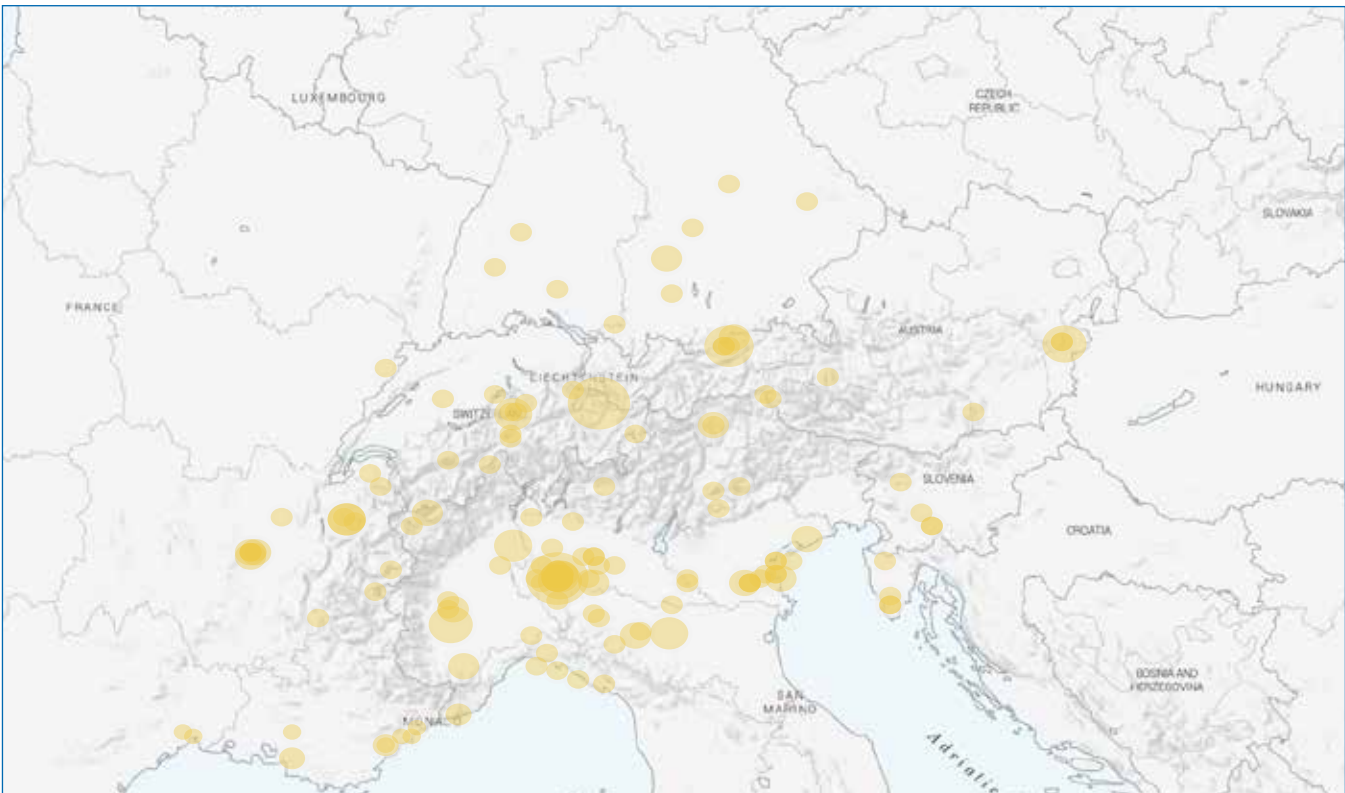 LUXEMBOURG
CZECH
REPUBLIC
SLOVAKIA
FRANCE
AUSTRIA
LIECHTENSTEIN
HUNGARY
SWITZERLAND
SLOVENIA
CROATIA
BOSNIA AND
HERZEGOVINA
SAN
MARINO
MONACO
Adriatic